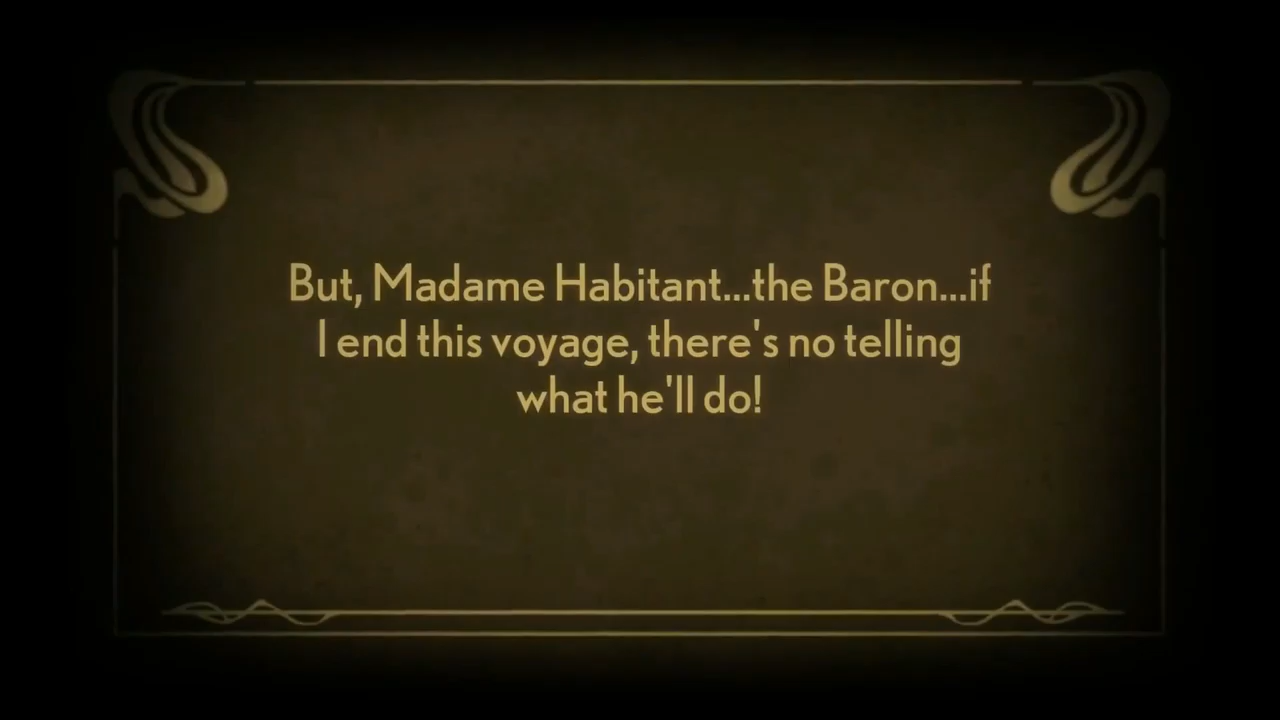 But, Madame Habitant...the Baron...if
I end this voyage, there's no telling
what he'll do!